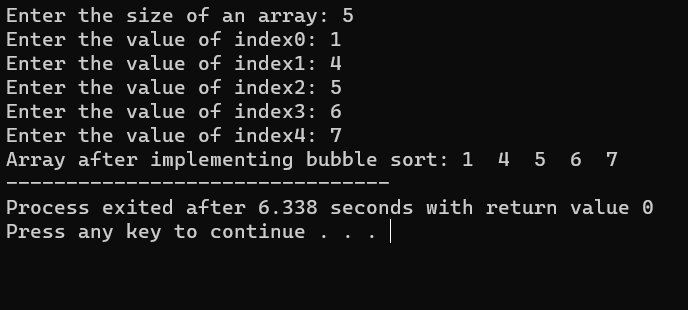 Enter the size of an array: 5
Enter the value of index0: 1
Enter the value of index1: 4
Enter the value of index2: 5
Enter the value of index3: 6
Enter the value of index4: 7
Array after implementing bubble sort: 1  4  5  6  7
--------------------------------
Process exited after 6.338 seconds with return value 0
Press any key to continue . . .